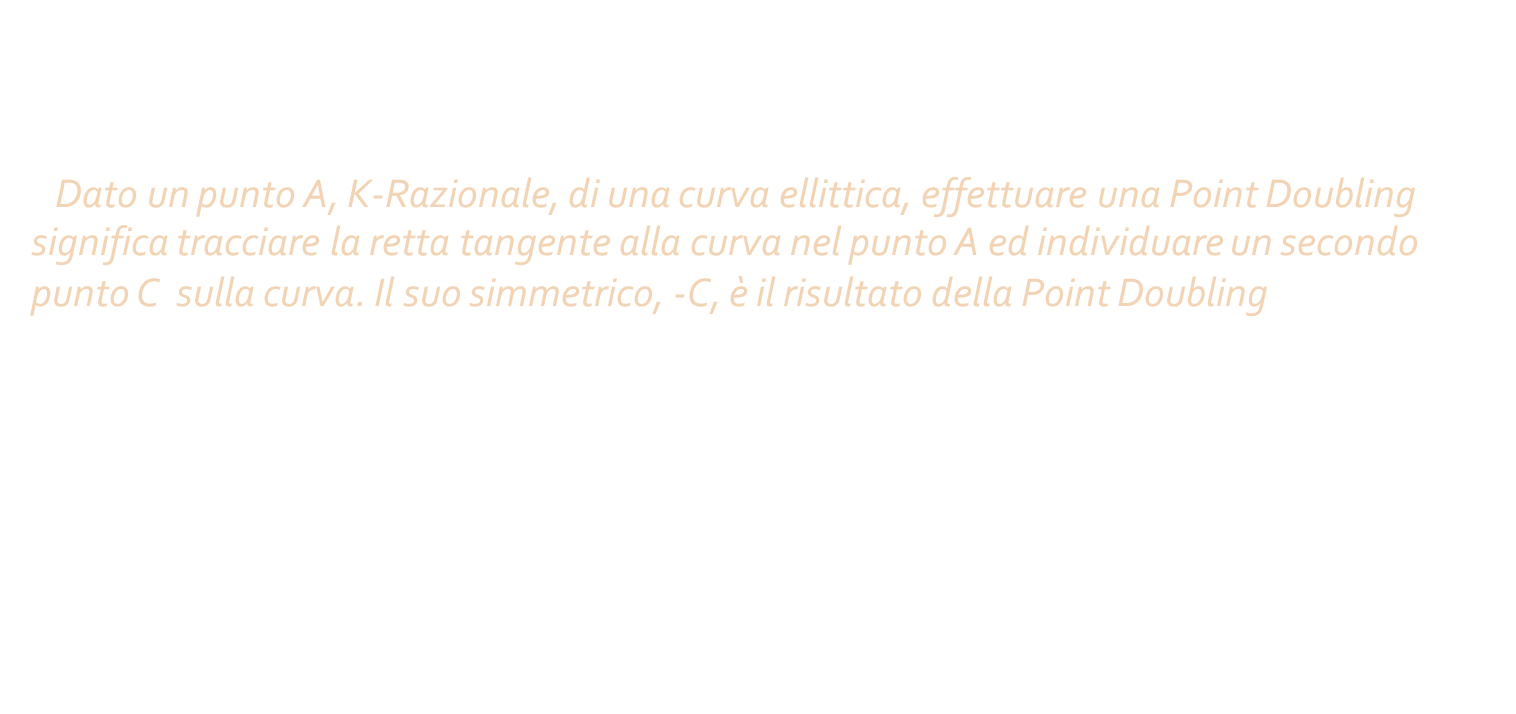 Dato un punto A, K-Razionale, di una curva ellittica, effettuare una Point Doubling
significa tracciare la retta tangente alla curva nel punto A ed individuare un secondo
punto C sulla curva. Il suo simmetrico, -C, è il risultato della Point Doubling